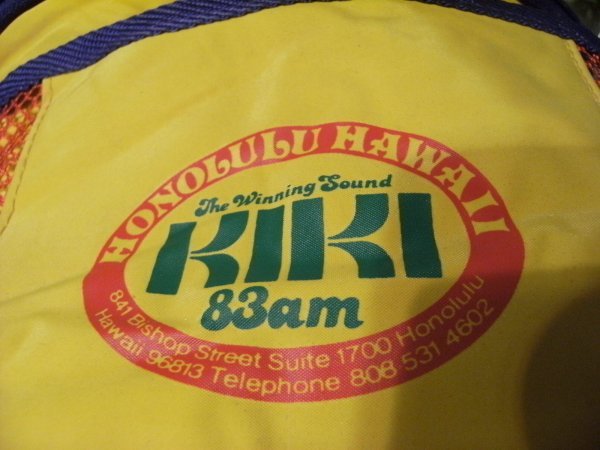 HONOLULU HAWAII
The Winning Sound
KIKI
83am
841 Bishop Street Suite 1700 Honolulu
Hawaii 96813 Telephone 808 531 4602